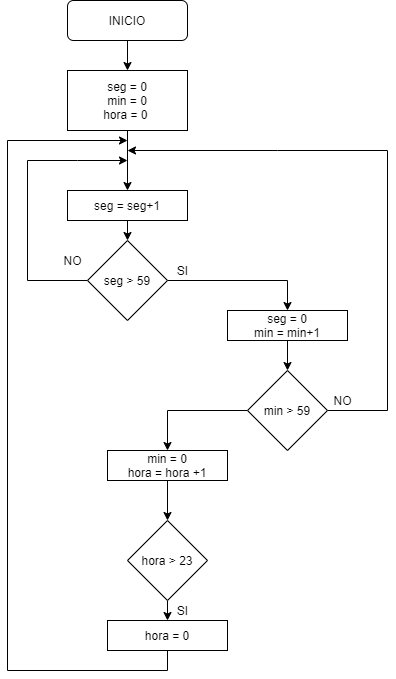 INICIO
seg = 0
min = 0
hora = 0
seg = seg+1
seg > 59
NO
SI
seg = 0
min = min+1
min > 59
NO
min = 0
hora = hora +1
hora > 23
SI
hora = 0